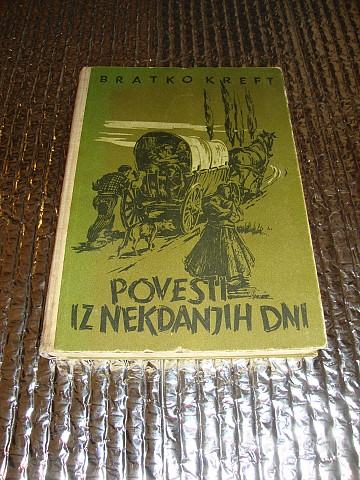 BRATKO KREFT
POVESTI
IZ NEKDANJIH DNI